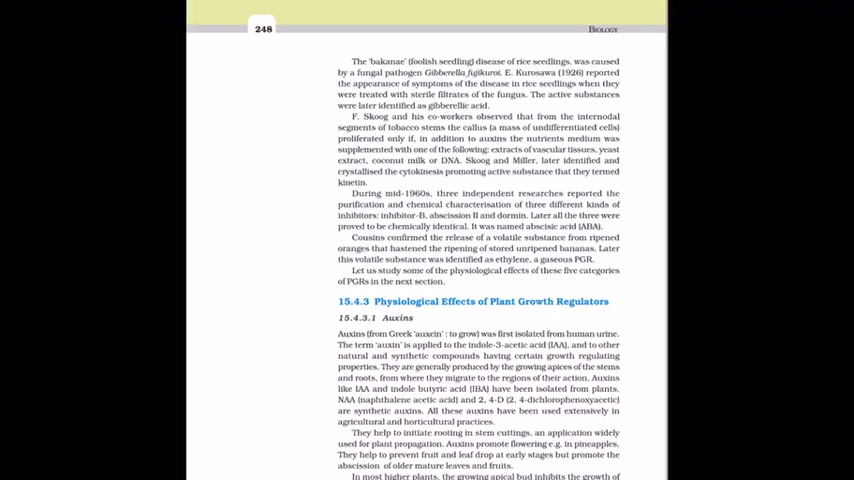 248
BIOLOGY
The 'bakanae' (foolish seedling) disease of rice seedlings, was caused
by a fungal pathogen Gibberella fujikuroi. E. Kurosawa (1926) reported
the appearance of symptoms of the disease in rice seedlings when they
were treated with sterile filtrates of the fungus. The active substances
were later identified as gibberellic acid.
F. Skoog and his co-workers observed that from the internodal
segments of tobacco stems the callus (a mass of undifferentiated cells)
proliferated only if, in addition to auxins the nutrients medium was
supplemented with one of the following: extracts of vascular tissues, yeast
extract, coconut milk or DNA. Skoog and Miller, later identified and
crystallised the cytokinesis promoting active substance that they termed
kinetin.
During mid-1960s, three independent researches reported the
purification and chemical characterisation of three different kinds of
inhibitors: inhibitor-B, abscission II and dormin. Later all the three were
proved to be chemically identical. It was named abscisic acid (ABA).
Cousins confirmed the release of a volatile substance from ripened
oranges that hastened the ripening of stored unripened bananas. Later
this volatile substance was identified as ethylene, a gaseous PGR.
Let us study some of the physiological effects of these five categories
of PGRs in the next section.
15.4.3 Physiological Effects of Plant Growth Regulators
15.4.3.1 Auxins
Auxins (from Greek 'auxein' : to grow) was first isolated from human urine.
The term 'auxin' is applied to the indole-3-acetic acid (IAA), and to other
natural and synthetic compounds having certain growth regulating
properties. They are generally produced by the growing apices of the stems
and roots, from where they migrate to the regions of their action. Auxins
like IAA and indole butyric acid (IBA) have been isolated from plants.
NAA (naphthalene acetic acid) and 2, 4-D (2, 4-dichlorophenoxyacetic)
are synthetic auxins. All these auxins have been used extensively in
agricultural and horticultural practices.
They help to initiate rooting in stem cuttings, an application widely
used for plant propagation. Auxins promote flowering e.g. in pineapples.
They help to prevent fruit and leaf drop at early stages but promote the
abscission of older mature leaves and fruits.
In most higher plants, the growing apical bud inhibits the growth of